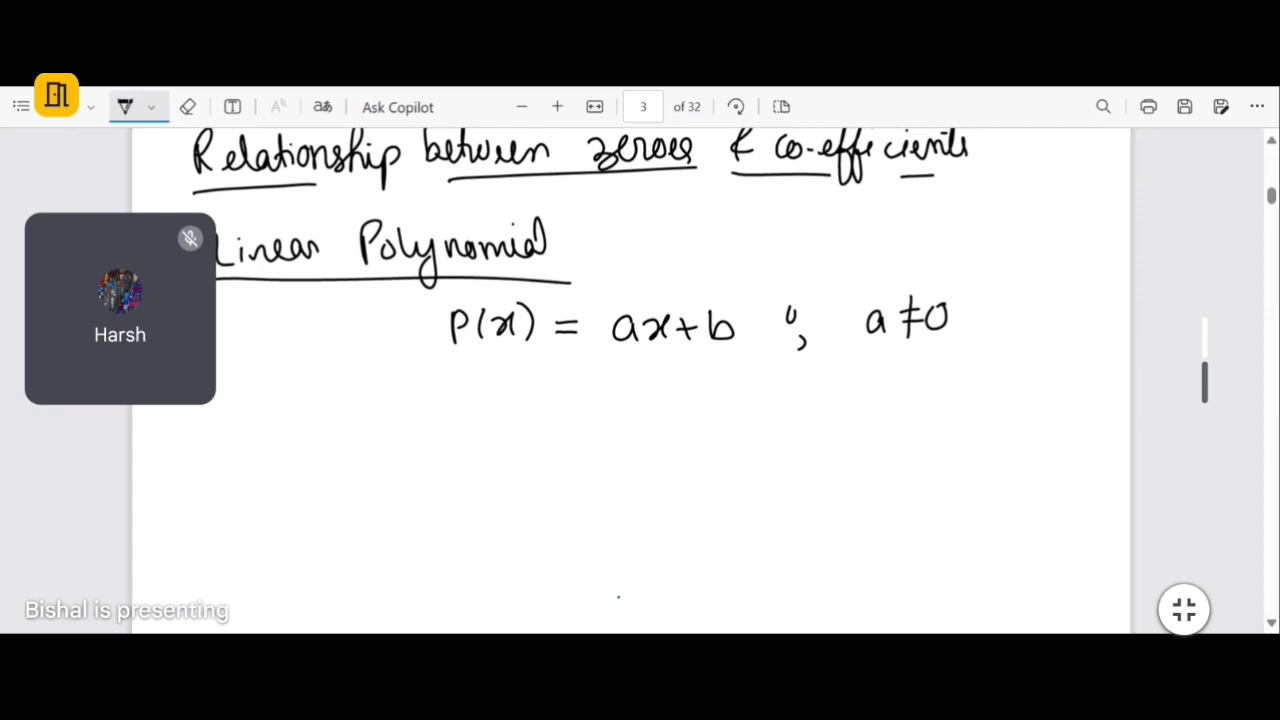 Ask Copilot
3 of 32
Relationship between zeroes & co-efficients
Linear Polynomial
P(x) = ax+b ; a≠0
Harsh
Bishal is presenting